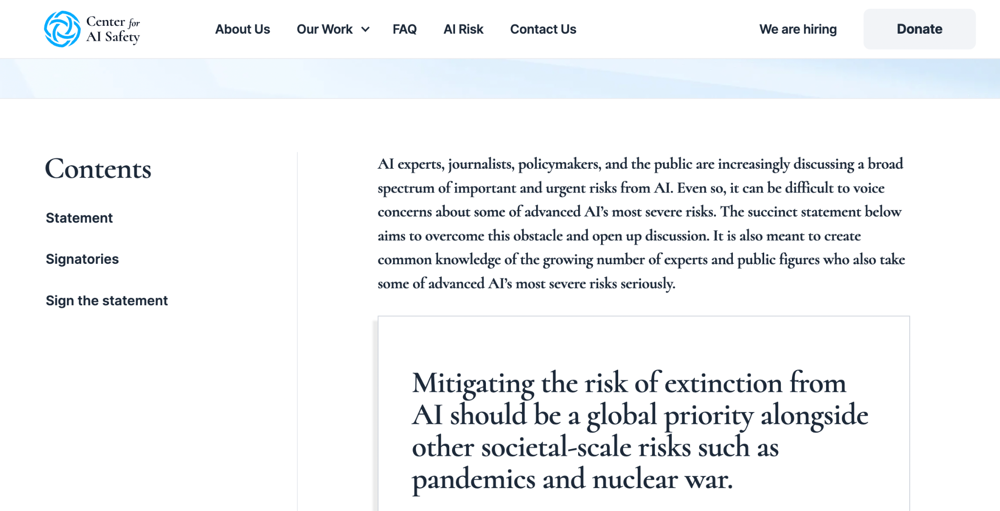 Center for
AI Safety
About Us
Our Work
FAQ
AI Risk
Contact Us
We are hiring
Donate
Contents
Statement
Signatories
Sign the statement
AI experts, journalists, policymakers, and the public are increasingly discussing a broad
spectrum of important and urgent risks from AI. Even so, it can be difficult to voice
concerns about some of advanced AI’s most severe risks. The succinct statement below
aims to overcome this obstacle and open up discussion. It is also meant to create
common knowledge of the growing number of experts and public figures who also take
some of advanced AI’s most severe risks seriously.
Mitigating the risk of extinction from
AI should be a global priority alongside
other societal-scale risks such as
pandemics and nuclear war.